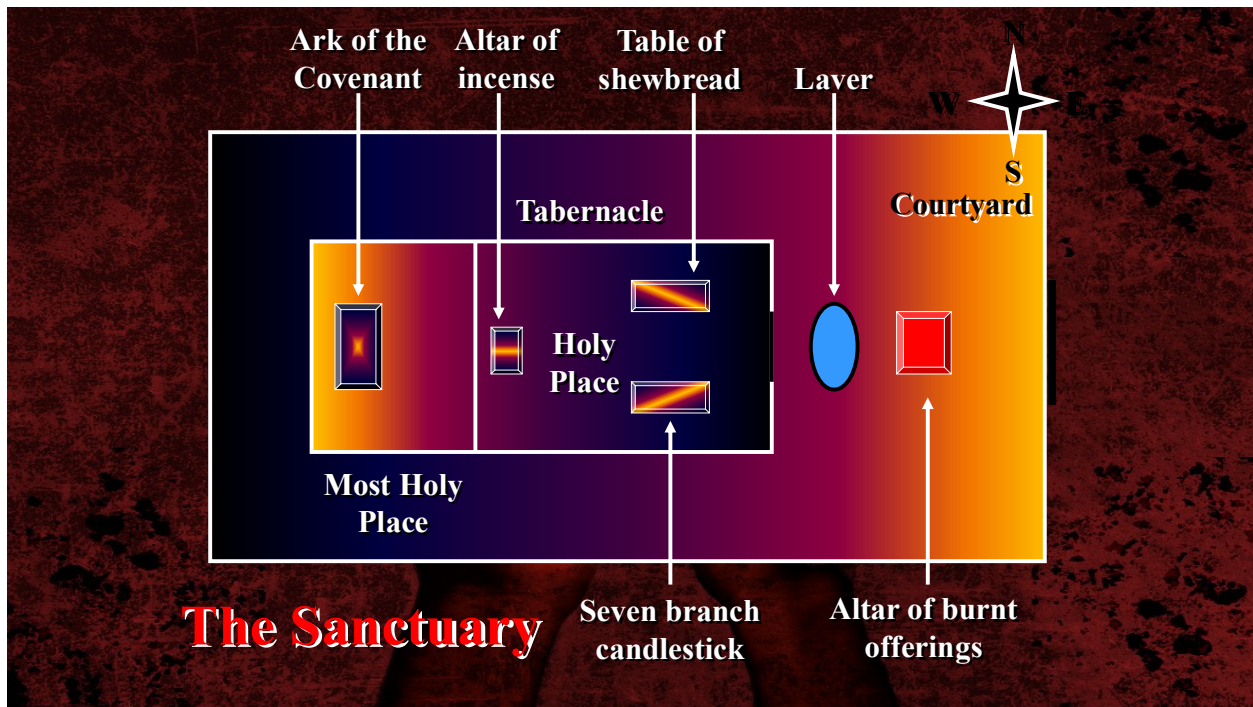 Ark of the
Covenant
Altar of
incense
Table of
shewbread
Laver
N
W
E
S
Courtyard
Tabernacle
Holy
Place
Most Holy
Place
The Sanctuary
Seven branch
candlestick
Altar of burnt
offerings